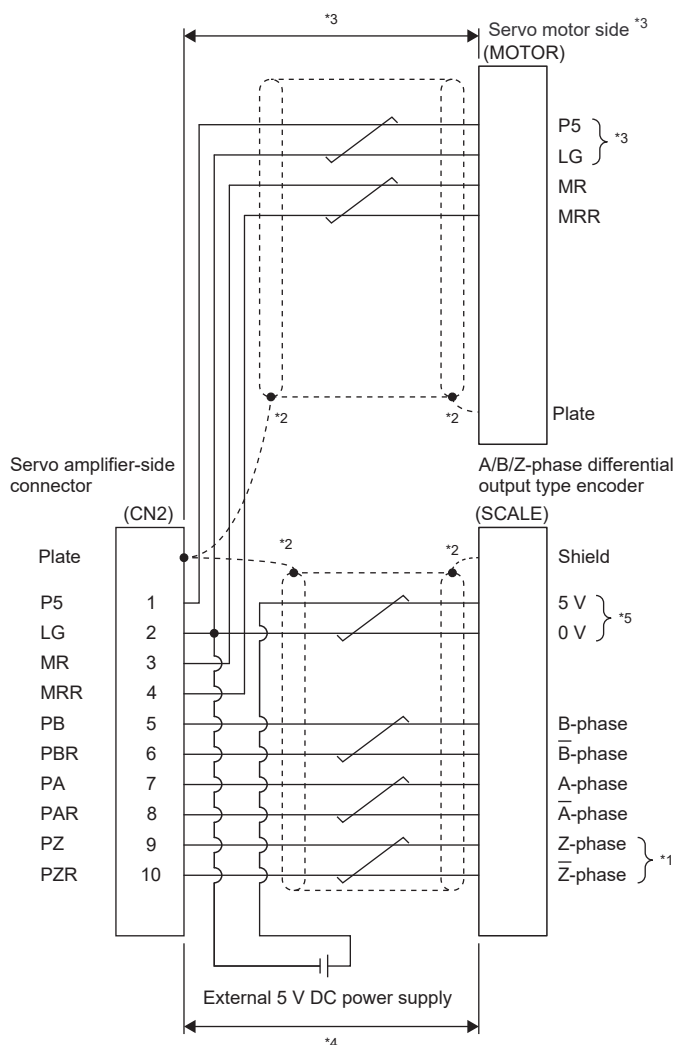 *3
Servo motor side *3
(MOTOR)
P5
LG
*3
MR
MRR
*2
*2
Plate
Servo amplifier-side
connector
A/B/Z-phase differential
output type encoder
(CN2)
(SCALE)
Plate
*2
*2
Shield
P5 1 5 V
LG 2 0 V
*5
MR 3
MRR 4
PB 5 B-phase
PBR 6 B̅-phase
PA 7 A-phase
PAR 8 A̅-phase
PZ 9 Z-phase
PZR 10 Z̅-phase
*1
External 5 V DC power supply
*4